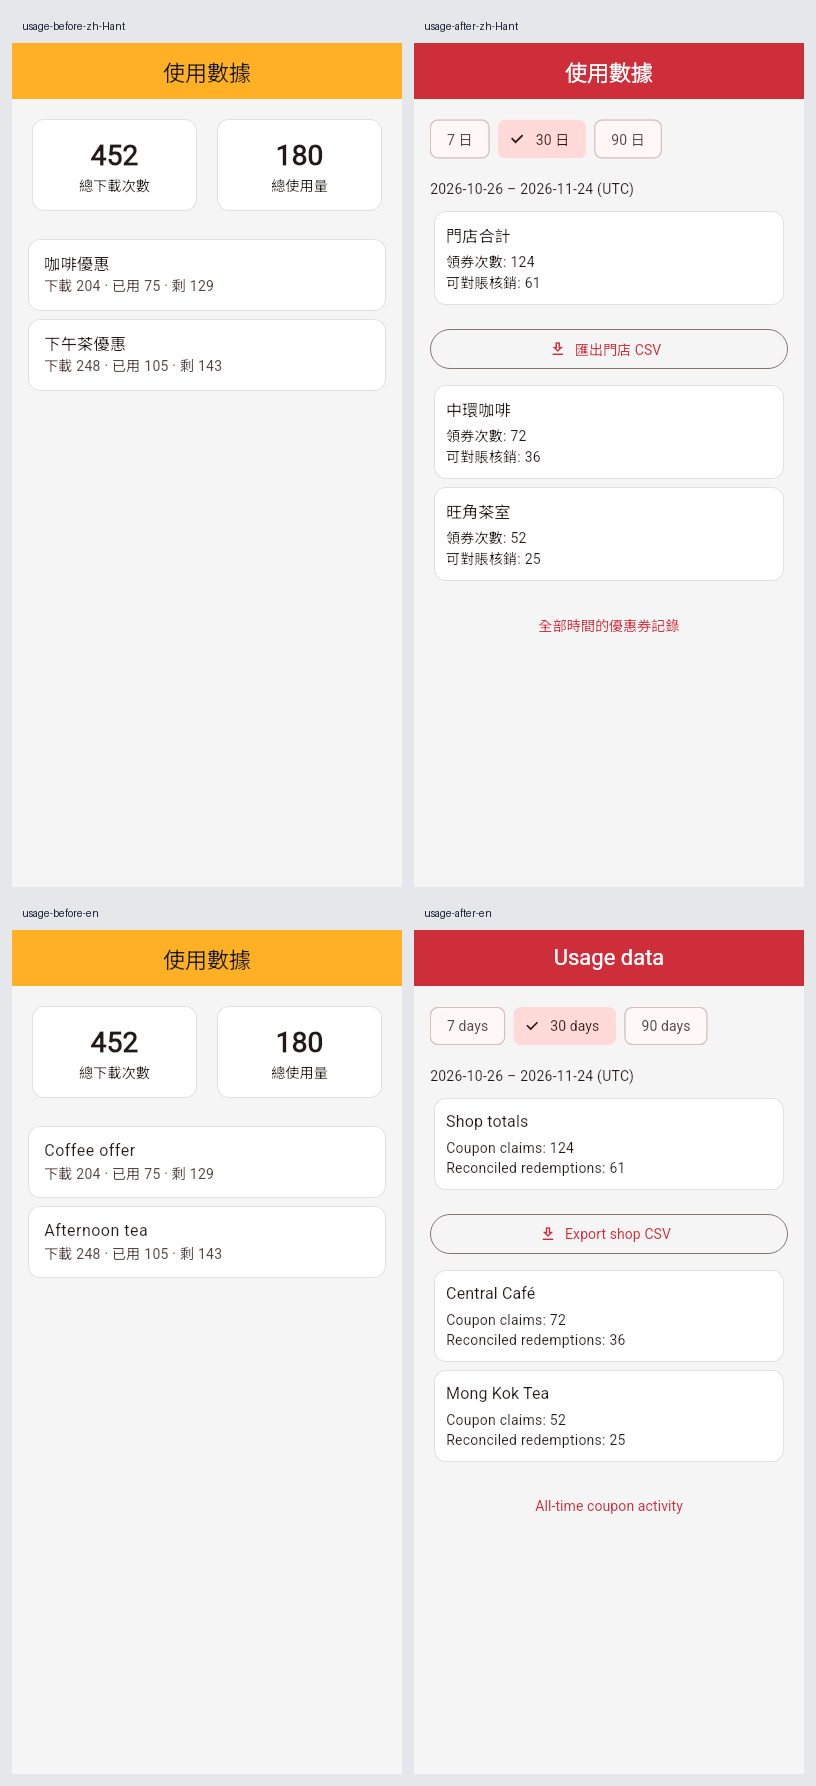 usage-before-zh-Hant
使用數據
452
總下載次數
180
總使用量
咖啡優惠
下載 204 · 已用 75 · 剩 129
下午茶優惠
下載 248 · 已用 105 · 剩 143
usage-after-zh-Hant
使用數據
7 日
30 日
90 日
2026-10-26 – 2026-11-24 (UTC)
門店合計
領券次數: 124
可對賬核銷: 61
匯出門店 CSV
中環咖啡
領券次數: 72
可對賬核銷: 36
旺角茶室
領券次數: 52
可對賬核銷: 25
全部時間的優惠券記錄
usage-before-en
使用數據
452
總下載次數
180
總使用量
Coffee offer
下載 204 · 已用 75 · 剩 129
Afternoon tea
下載 248 · 已用 105 · 剩 143
usage-after-en
Usage data
7 days
30 days
90 days
2026-10-26 – 2026-11-24 (UTC)
Shop totals
Coupon claims: 124
Reconciled redemptions: 61
Export shop CSV
Central Café
Coupon claims: 72
Reconciled redemptions: 36
Mong Kok Tea
Coupon claims: 52
Reconciled redemptions: 25
All-time coupon activity